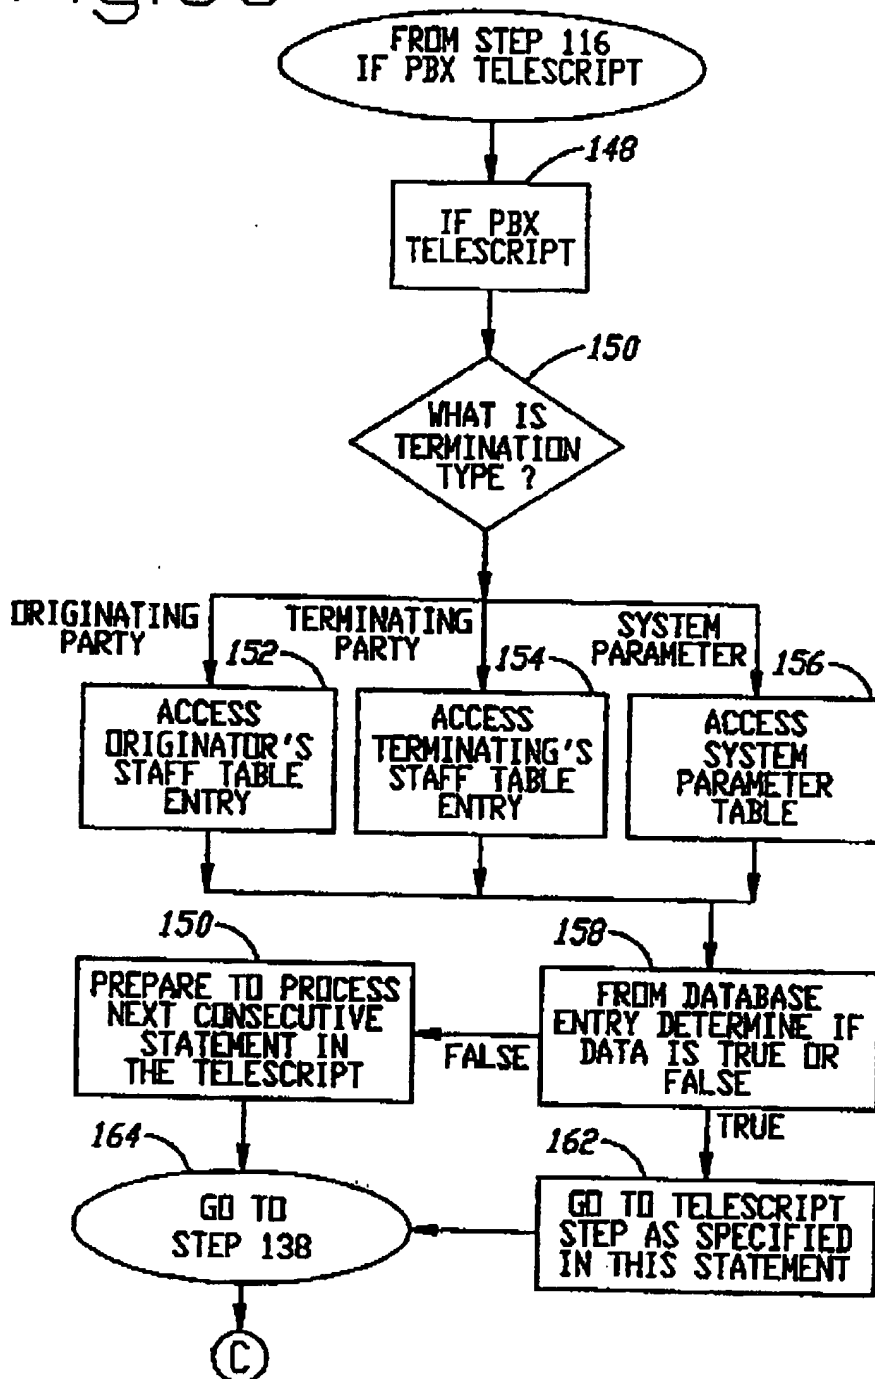 FROM STEP 116
IF PBX TELESCRIPT
148
IF PBX
TELESCRIPT
150
WHAT IS
TERMINATION
TYPE ?
ORIGINATING
PARTY
TERMINATING
PARTY
SYSTEM
PARAMETER
152
154
156
ACCESS
ORIGINATOR'S
STAFF TABLE
ENTRY
ACCESS
TERMINATING'S
STAFF TABLE
ENTRY
ACCESS
SYSTEM
PARAMETER
TABLE
150
158
PREPARE TO PROCESS
NEXT CONSECUTIVE
STATEMENT IN
THE TELESCRIPT
FALSE
FROM DATABASE
ENTRY DETERMINE IF
DATA IS TRUE OR
FALSE
TRUE
164
162
GO TO
STEP 138
GO TO TELESCRIPT
STEP AS SPECIFIED
IN THIS STATEMENT
C